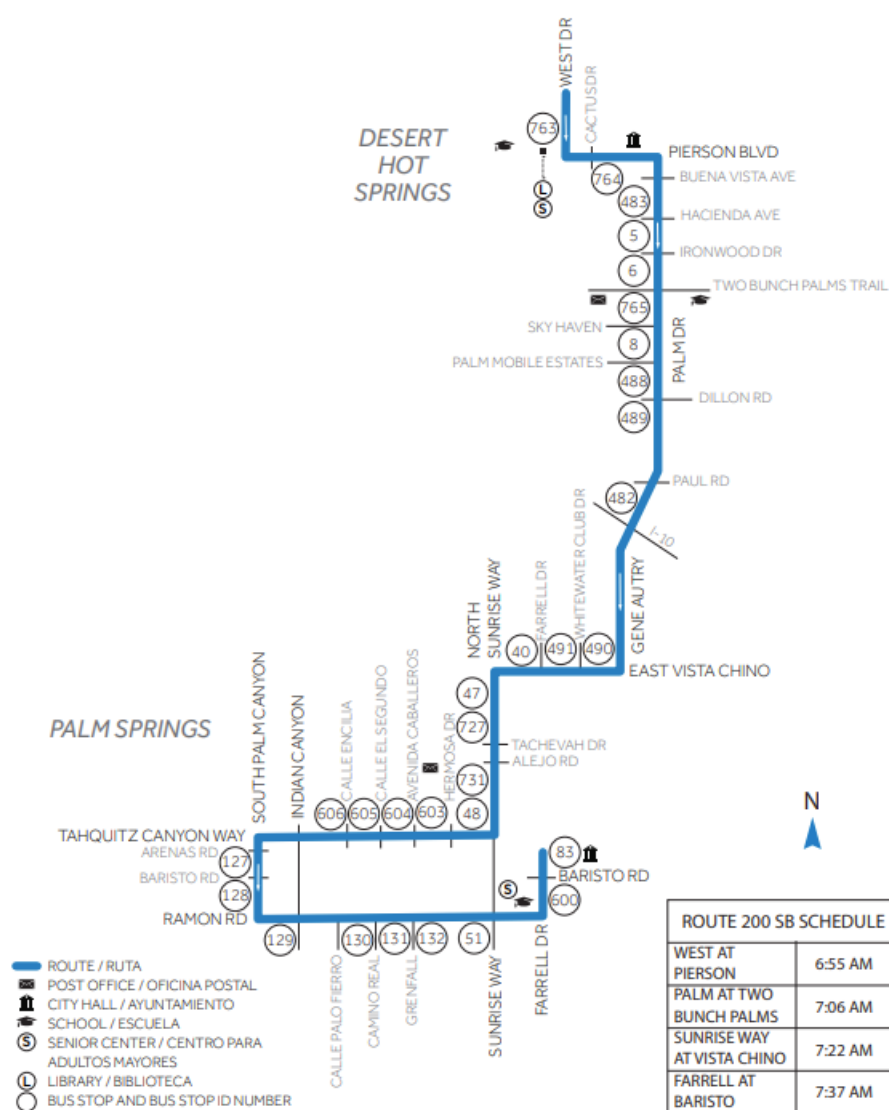 WEST DR
CACTUS DR
763
DESERT
HOT
SPRINGS
PIERSON BLVD
764
BUENA VISTA AVE
L
S
483
HACIENDA AVE
5
IRONWOOD DR
6
TWO BUNCH PALMS TRAIL
765
SKY HAVEN
8
PALM DR
PALM MOBILE ESTATES
488
DILLON RD
489
PAUL RD
482
I-10
WHITEWATER CLUB DR
GENE AUTRY
NORTH
SUNRISE WAY
FARRELL DR
40
491
490
EAST VISTA CHINO
47
PALM SPRINGS
SOUTH PALM CANYON
INDIAN CANYON
CALLE ENCILIA
CALLE EL SEGUNDO
AVENIDA CABALLEROS
HERMOSA DR
727
TACHEVAH DR
ALEJO RD
731
606
605
604
603
48
N
TAHQUITZ CANYON WAY
ARENAS RD
127
83
BARISTO RD
BARISTO RD
128
S
600
RAMON RD
129
130
131
132
51
CALLE PALO FIERRO
CAMINO REAL
GRENFALL
SUNRISE WAY
FARRELL DR
ROUTE / RUTA
POST OFFICE / OFICINA POSTAL
CITY HALL / AYUNTAMIENTO
SCHOOL / ESCUELA
S SENIOR CENTER / CENTRO PARA
ADULTOS MAYORES
L LIBRARY / BIBLIOTECA
BUS STOP AND BUS STOP ID NUMBER
ROUTE 200 SB SCHEDULE
WEST AT
PIERSON 6:55 AM
PALM AT TWO
BUNCH PALMS 7:06 AM
SUNRISE WAY
AT VISTA CHINO 7:22 AM
FARRELL AT
BARISTO 7:37 AM